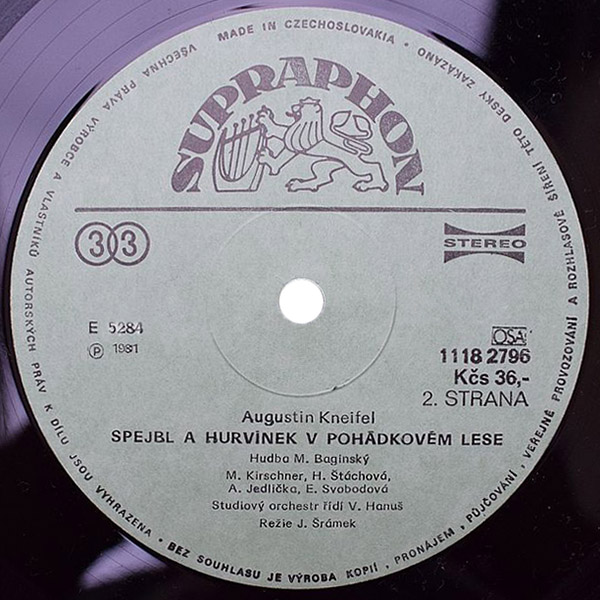 MADE IN CZECHOSLOVAKIA • ZAKÁZÁNO
VŠECHNA PRÁVA VÝROBCE A VLASTNÍKŮ AUTORSKÝCH PRÁV K DÍLU JSOU VYHRAZENA • BEZ SOUHLASU JE VÝROBA KOPIÍ, PRONÁJEM, PŮJČOVÁNÍ, VEŘEJNÉ PROVOZOVÁNÍ A ROZHLASOVÉ ŠÍŘENÍ TÉTO DESKY
SUPRAPHON
33
STEREO
E 5284
℗ 1981
OSA
1118 2796
Kčs 36,-
2. STRANA
Augustin Kneifel
SPEJBL A HURVÍNEK V POHÁDKOVÉM LESE
Hudba M. Baginský
M. Kirschner, H. Štáchová,
A. Jedlička, E. Svobodová
Studiový orchestr řídí V. Hanuš
Režie J. Šrámek